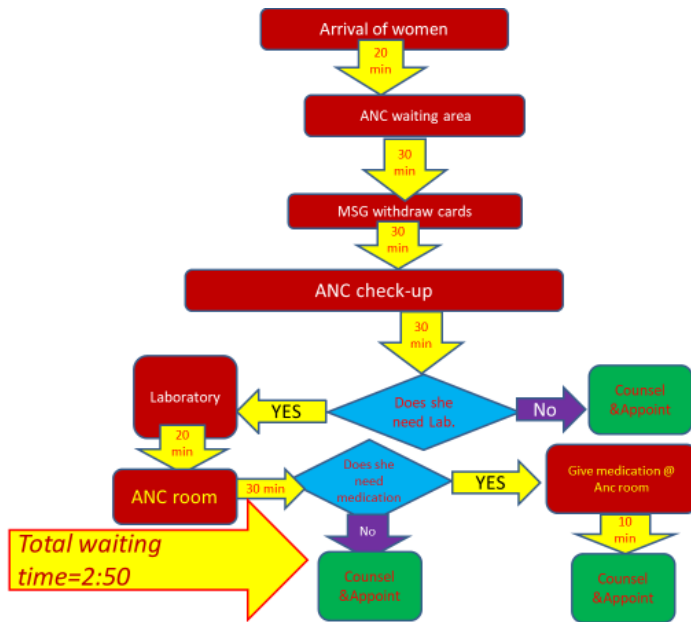 Arrival of women
20
min
ANC waiting area
30
min
MSG withdraw cards
30
min
ANC check-up
30
min
Laboratory
YES
Does she
need Lab.
No
Counsel
&Appoint
20
min
ANC room
30 min
Does she
need
medication
YES
Give medication @
Anc room
No
10
min
Total waiting
time=2:50
Counsel
&Appoint
Counsel
&Appoint